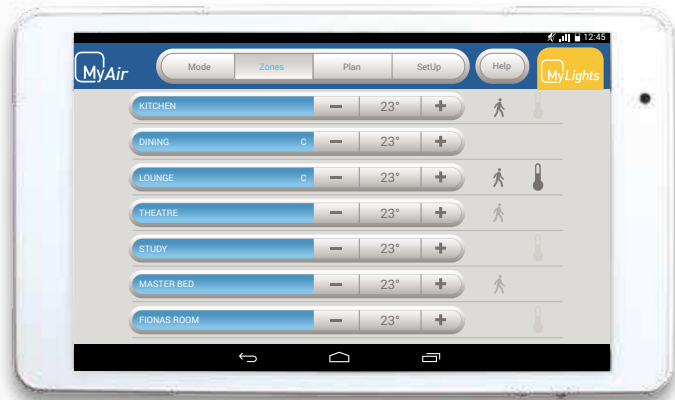 12:45
MyAir
Mode Zones Plan SetUp Help
MyLights
KITCHEN − 23° +
DINING C − 23° +
LOUNGE C − 23° +
THEATRE − 23° +
STUDY − 23° +
MASTER BED − 23° +
FIONAS ROOM − 23° +